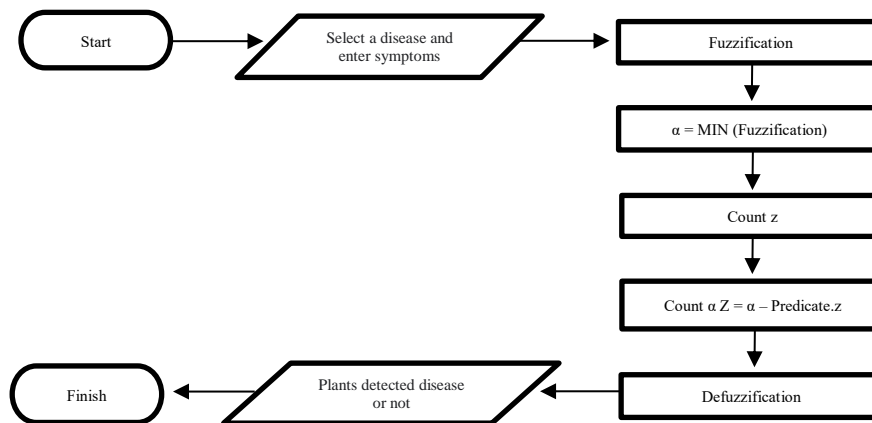 Start
Select a disease and
enter symptoms
Fuzzification
α = MIN (Fuzzification)
Count z
Count α Z = α – Predicate.z
Defuzzification
Plants detected disease
or not
Finish